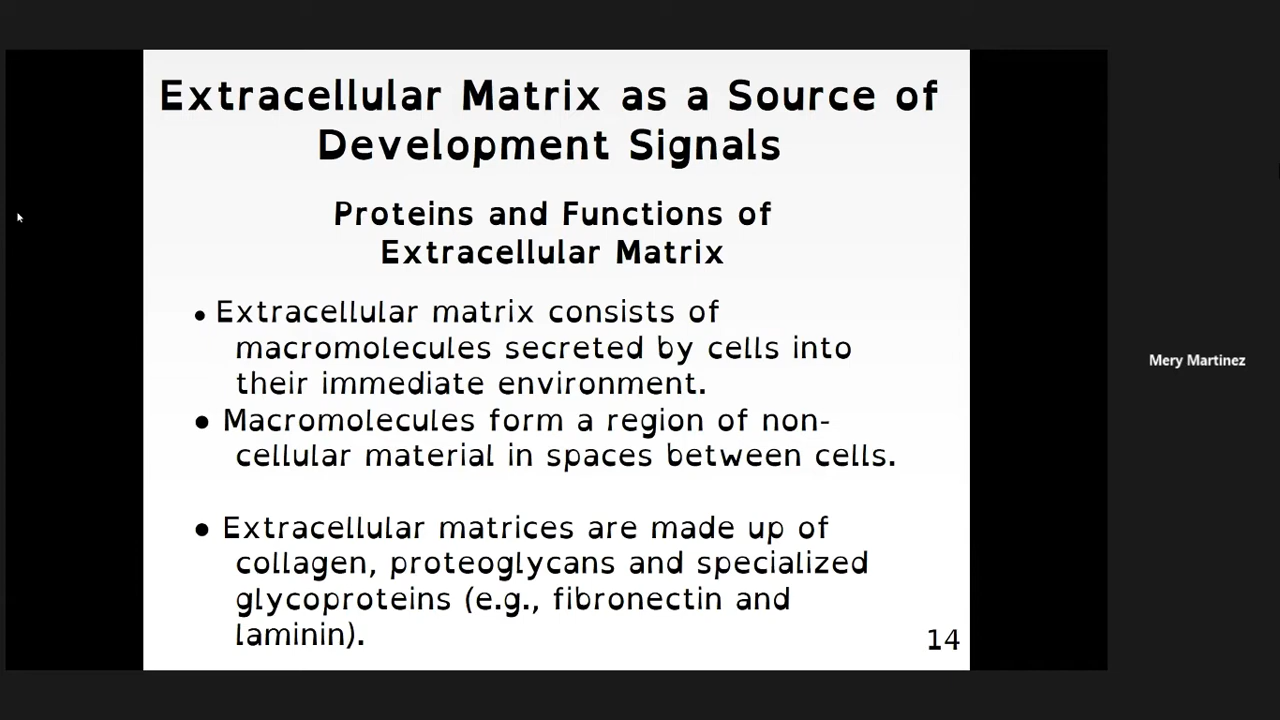 Extracellular Matrix as a Source of
Development Signals
Proteins and Functions of
Extracellular Matrix
• Extracellular matrix consists of
macromolecules secreted by cells into
their immediate environment.
• Macromolecules form a region of non-
cellular material in spaces between cells.
• Extracellular matrices are made up of
collagen, proteoglycans and specialized
glycoproteins (e.g., fibronectin and
laminin).
14
Mery Martinez